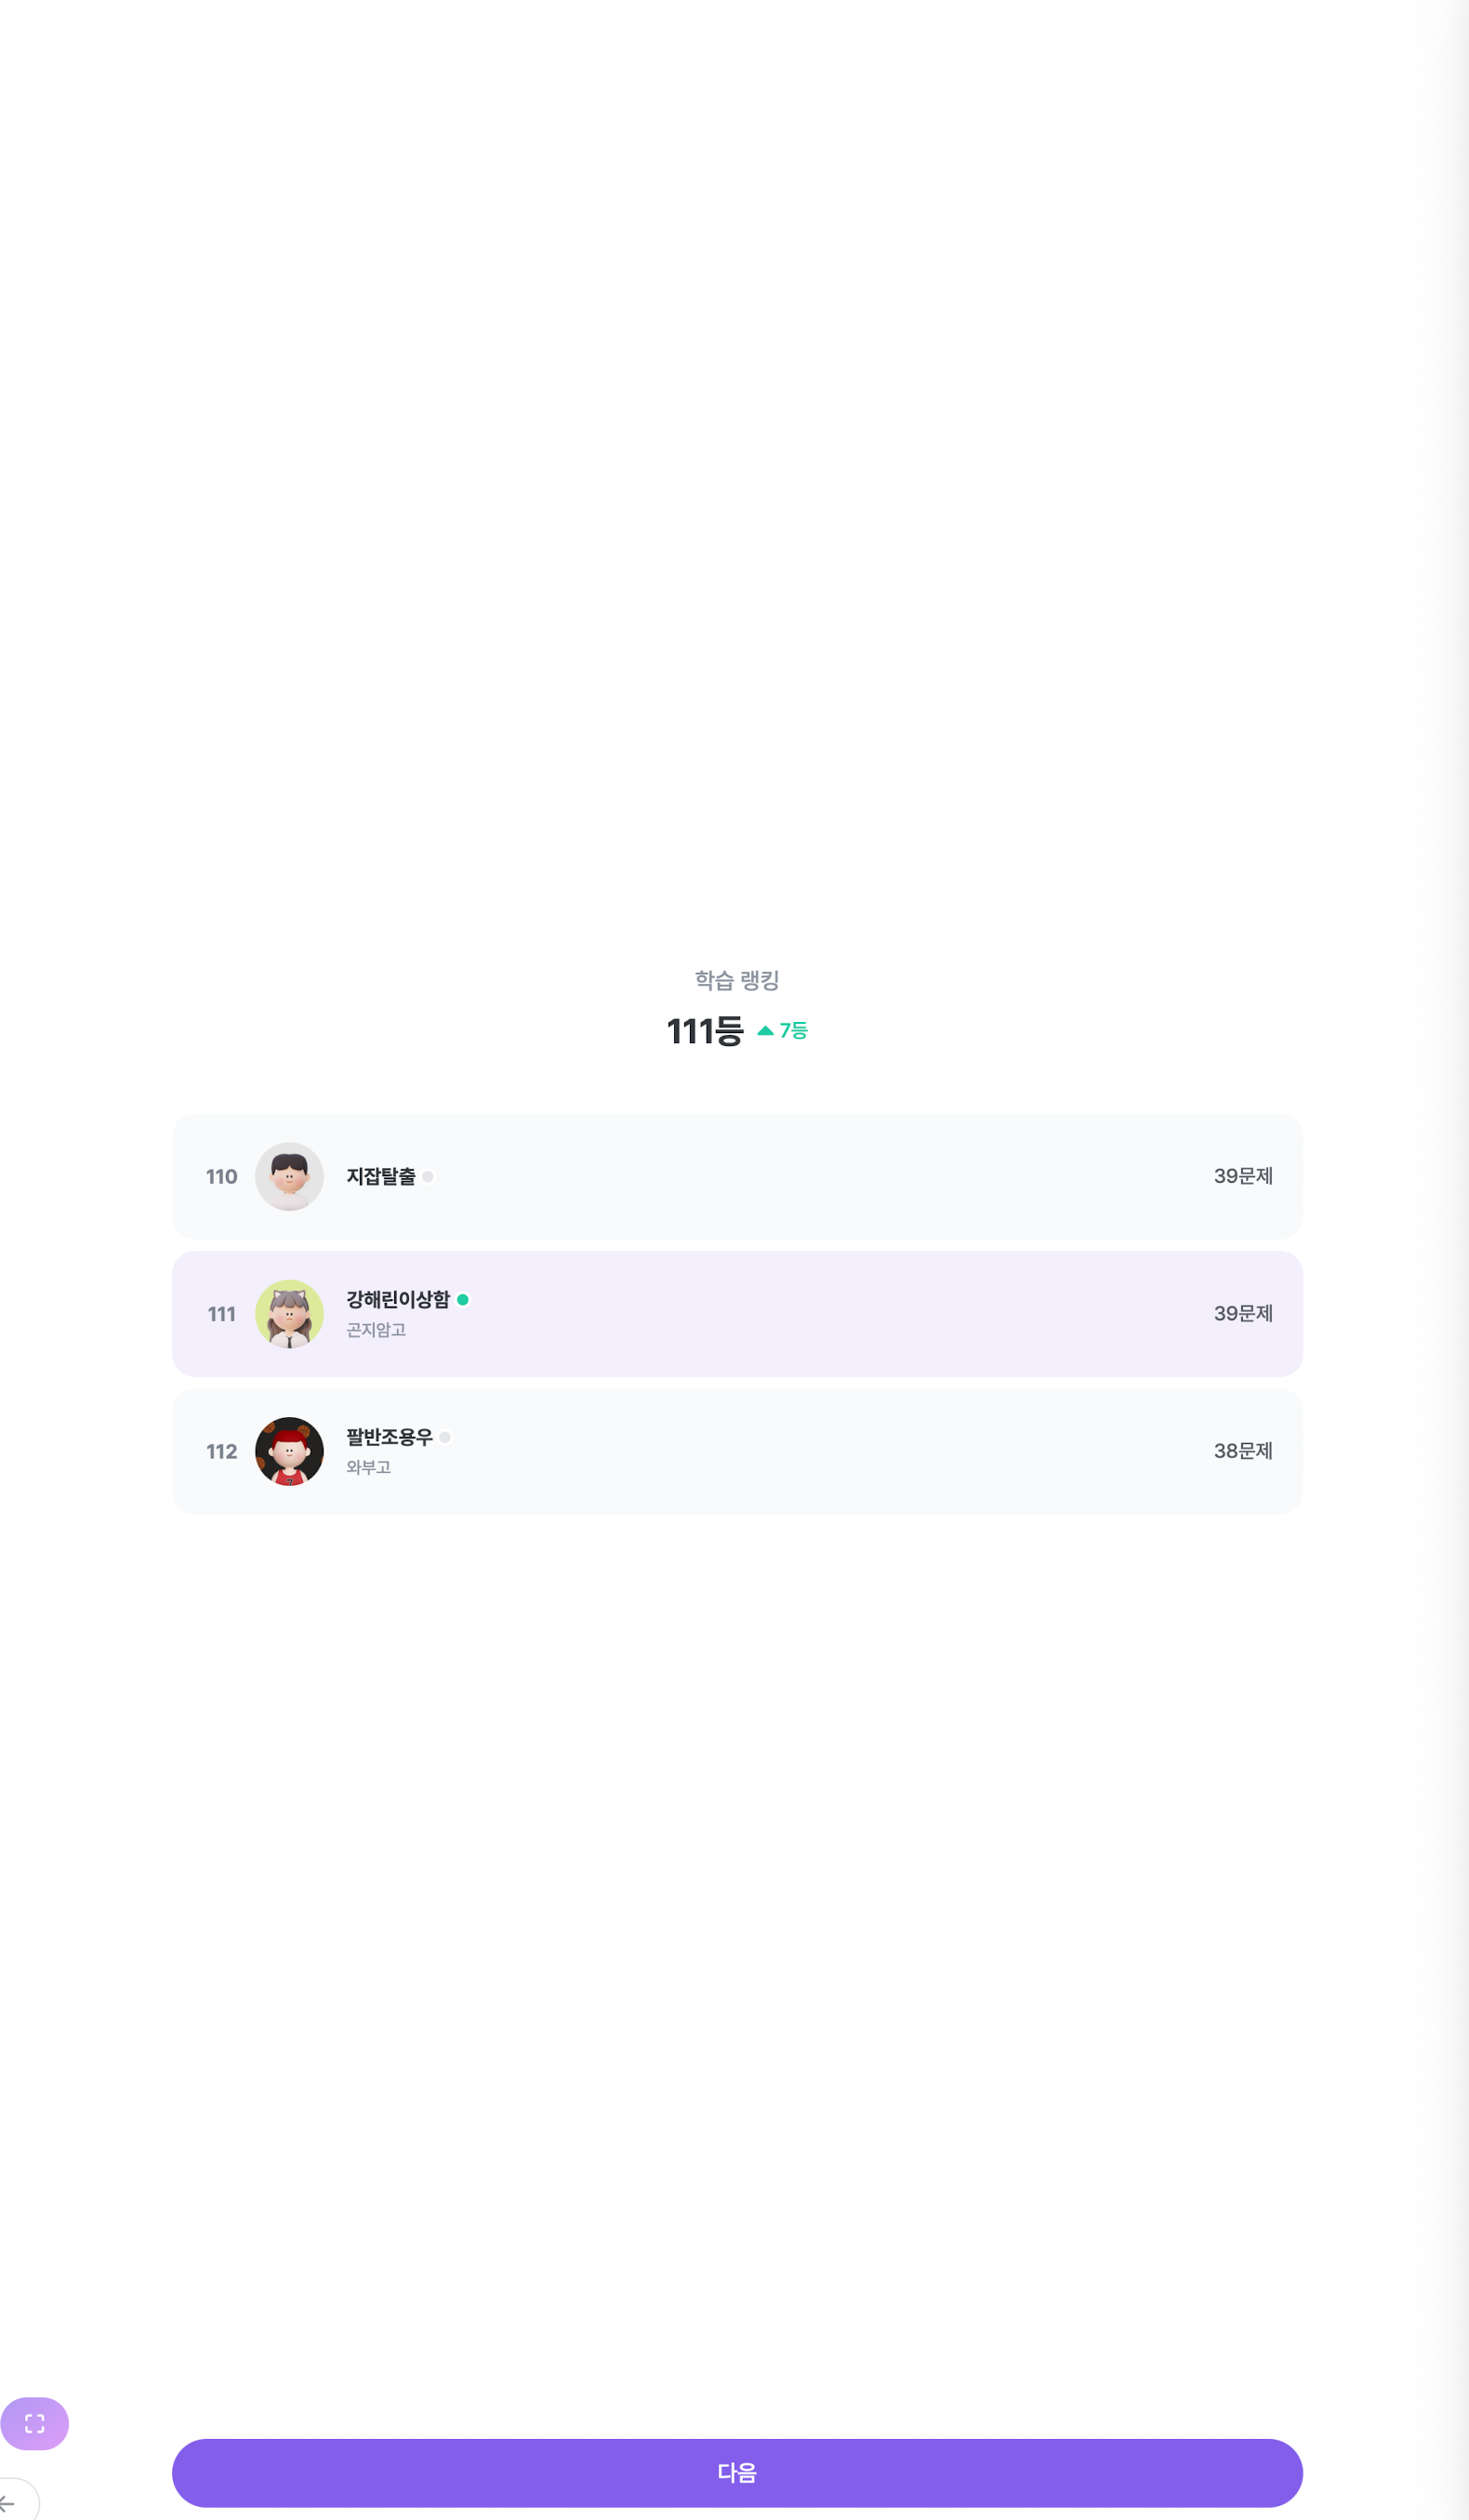 학습 랭킹
111등 7등
110 지잡탈출 39문제
111 강해린이상함 39문제
곤지암고
112 팔반조용우 38문제
와부고
다음